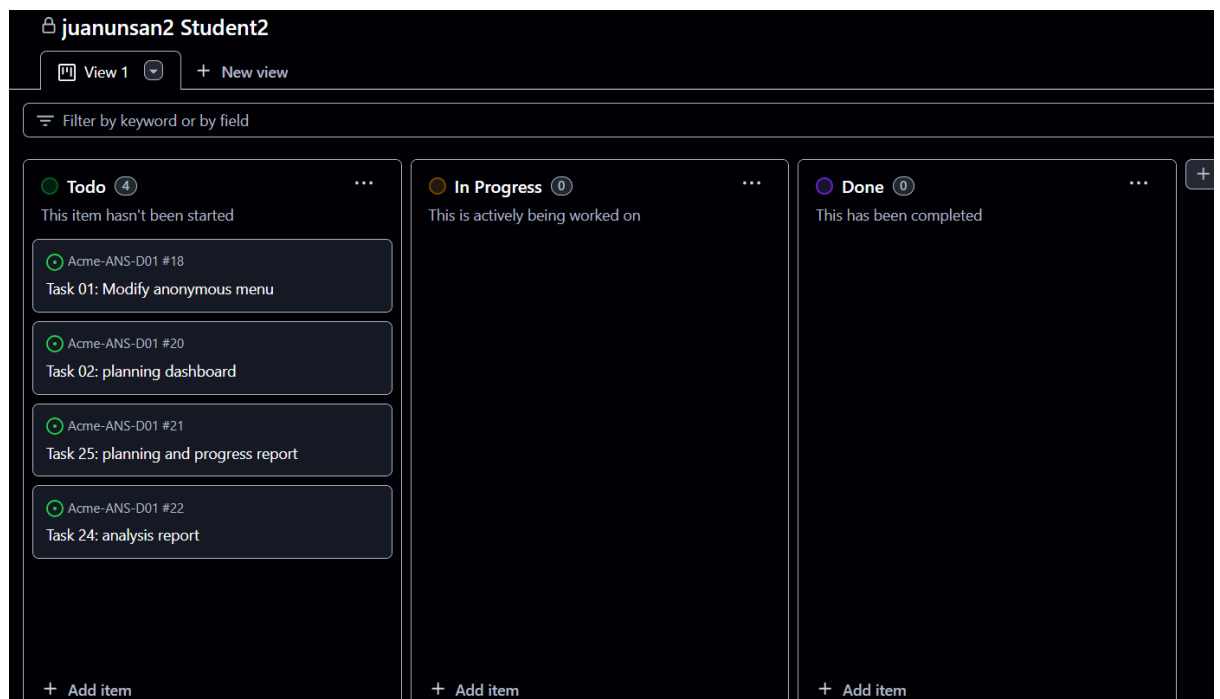 juanunsan2 Student2
View 1
+ New view
Filter by keyword or by field
Todo 4
This item hasn't been started
Acme-ANS-D01 #18
Task 01: Modify anonymous menu
Acme-ANS-D01 #20
Task 02: planning dashboard
Acme-ANS-D01 #21
Task 25: planning and progress report
Acme-ANS-D01 #22
Task 24: analysis report
+ Add item
In Progress 0
This is actively being worked on
+ Add item
Done 0
This has been completed
+ Add item
+